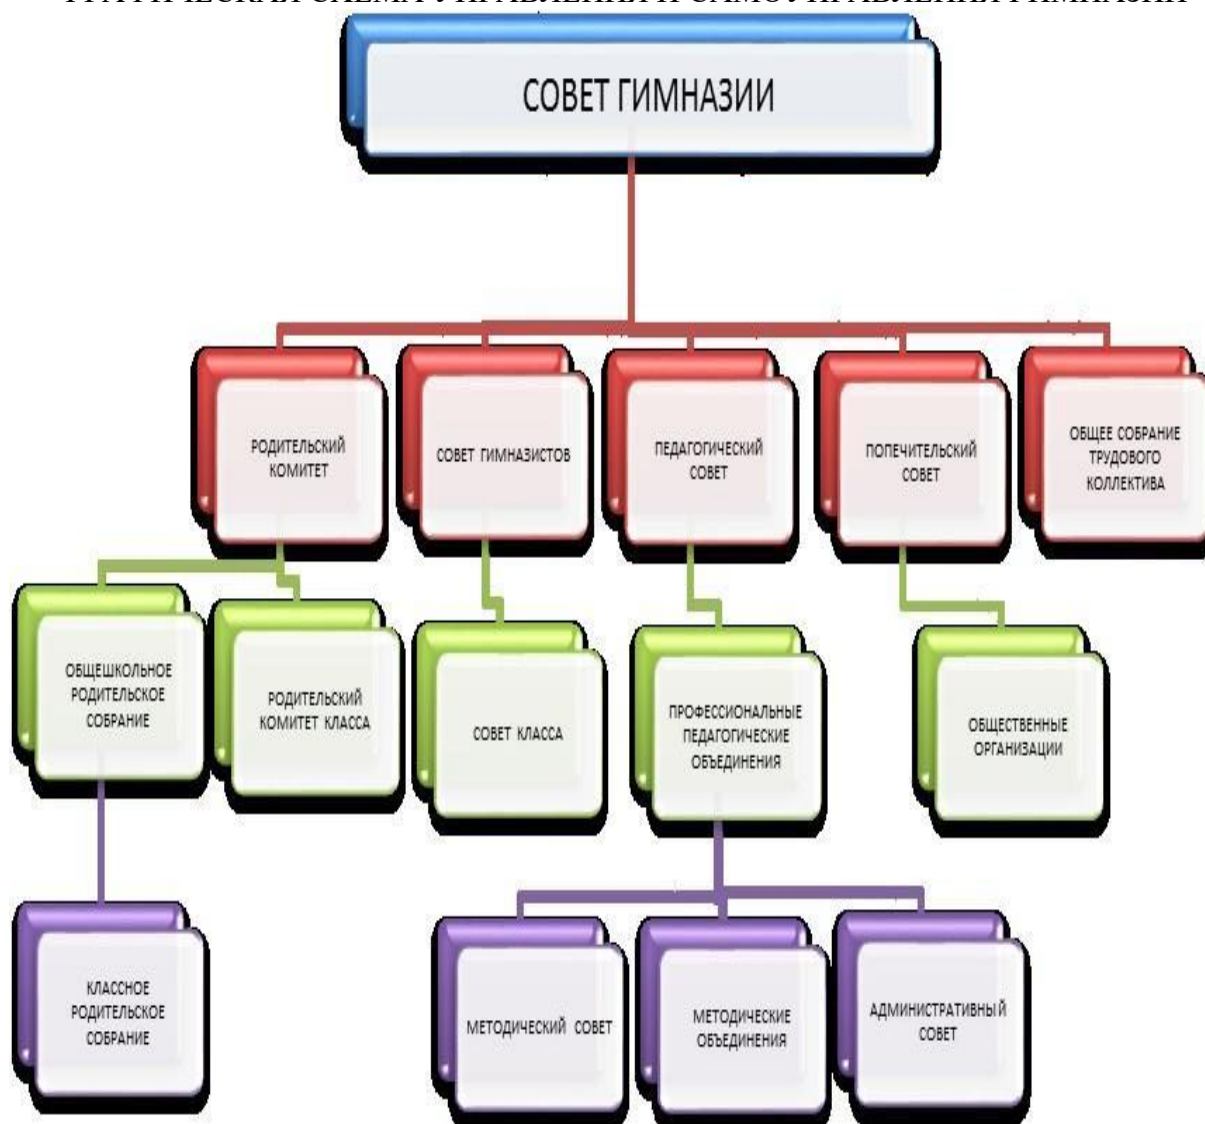 СОВЕТ ГИМНАЗИИ
РОДИТЕЛЬСКИЙ
КОМИТЕТ
СОВЕТ ГИМНАЗИСТОВ
ПЕДАГОГИЧЕСКИЙ
СОВЕТ
ПОПЕЧИТЕЛЬСКИЙ
СОВЕТ
ОБЩЕЕ СОБРАНИЕ
ТРУДОВОГО
КОЛЛЕКТИВА
ОБЩЕШКОЛЬНОЕ
РОДИТЕЛЬСКОЕ
СОБРАНИЕ
РОДИТЕЛЬСКИЙ
КОМИТЕТ КЛАССА
СОВЕТ КЛАССА
ПРОФЕССИОНАЛЬНЫЕ
ПЕДАГОГИЧЕСКИЕ
ОБЪЕДИНЕНИЯ
ОБЩЕСТВЕННЫЕ
ОРГАНИЗАЦИИ
КЛАССНОЕ
РОДИТЕЛЬСКОЕ
СОБРАНИЕ
МЕТОДИЧЕСКИЙ СОВЕТ
МЕТОДИЧЕСКИЕ
ОБЪЕДИНЕНИЯ
АДМИНИСТРАТИВНЫЙ
СОВЕТ